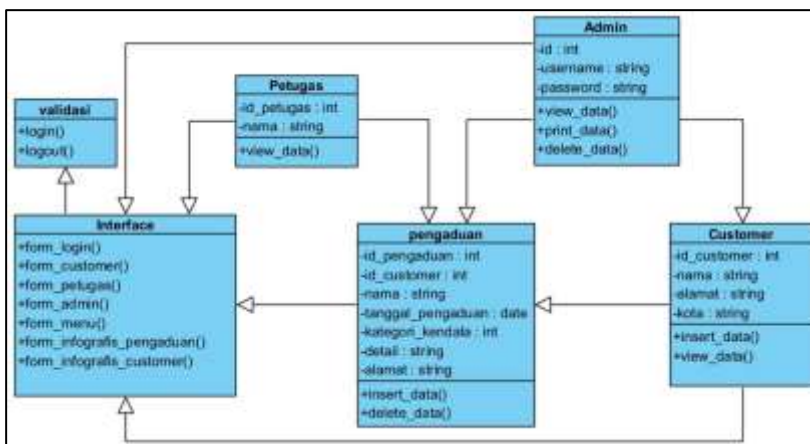 Admin
-id : int
-username : string
-password : string
+view_data()
+print_data()
+delete_data()
Petugas
-id_petugas : int
-nama : string
+view_data()
validasi
+login()
+logout()
Interface
+form_login()
+form_customer()
+form_petugas()
+form_admin()
+form_menu()
+form_infografis_pengaduan()
+form_infografis_customer()
pengaduan
-id_pengaduan : int
-id_customer : int
-nama : string
-tanggal_pengaduan : date
-kategori_kendala : int
-detail : string
-alamat : string
+insert_data()
+delete_data()
Customer
-id_customer : int
-nama : string
-alamat : string
-kota : string
+insert_data()
+view_data()